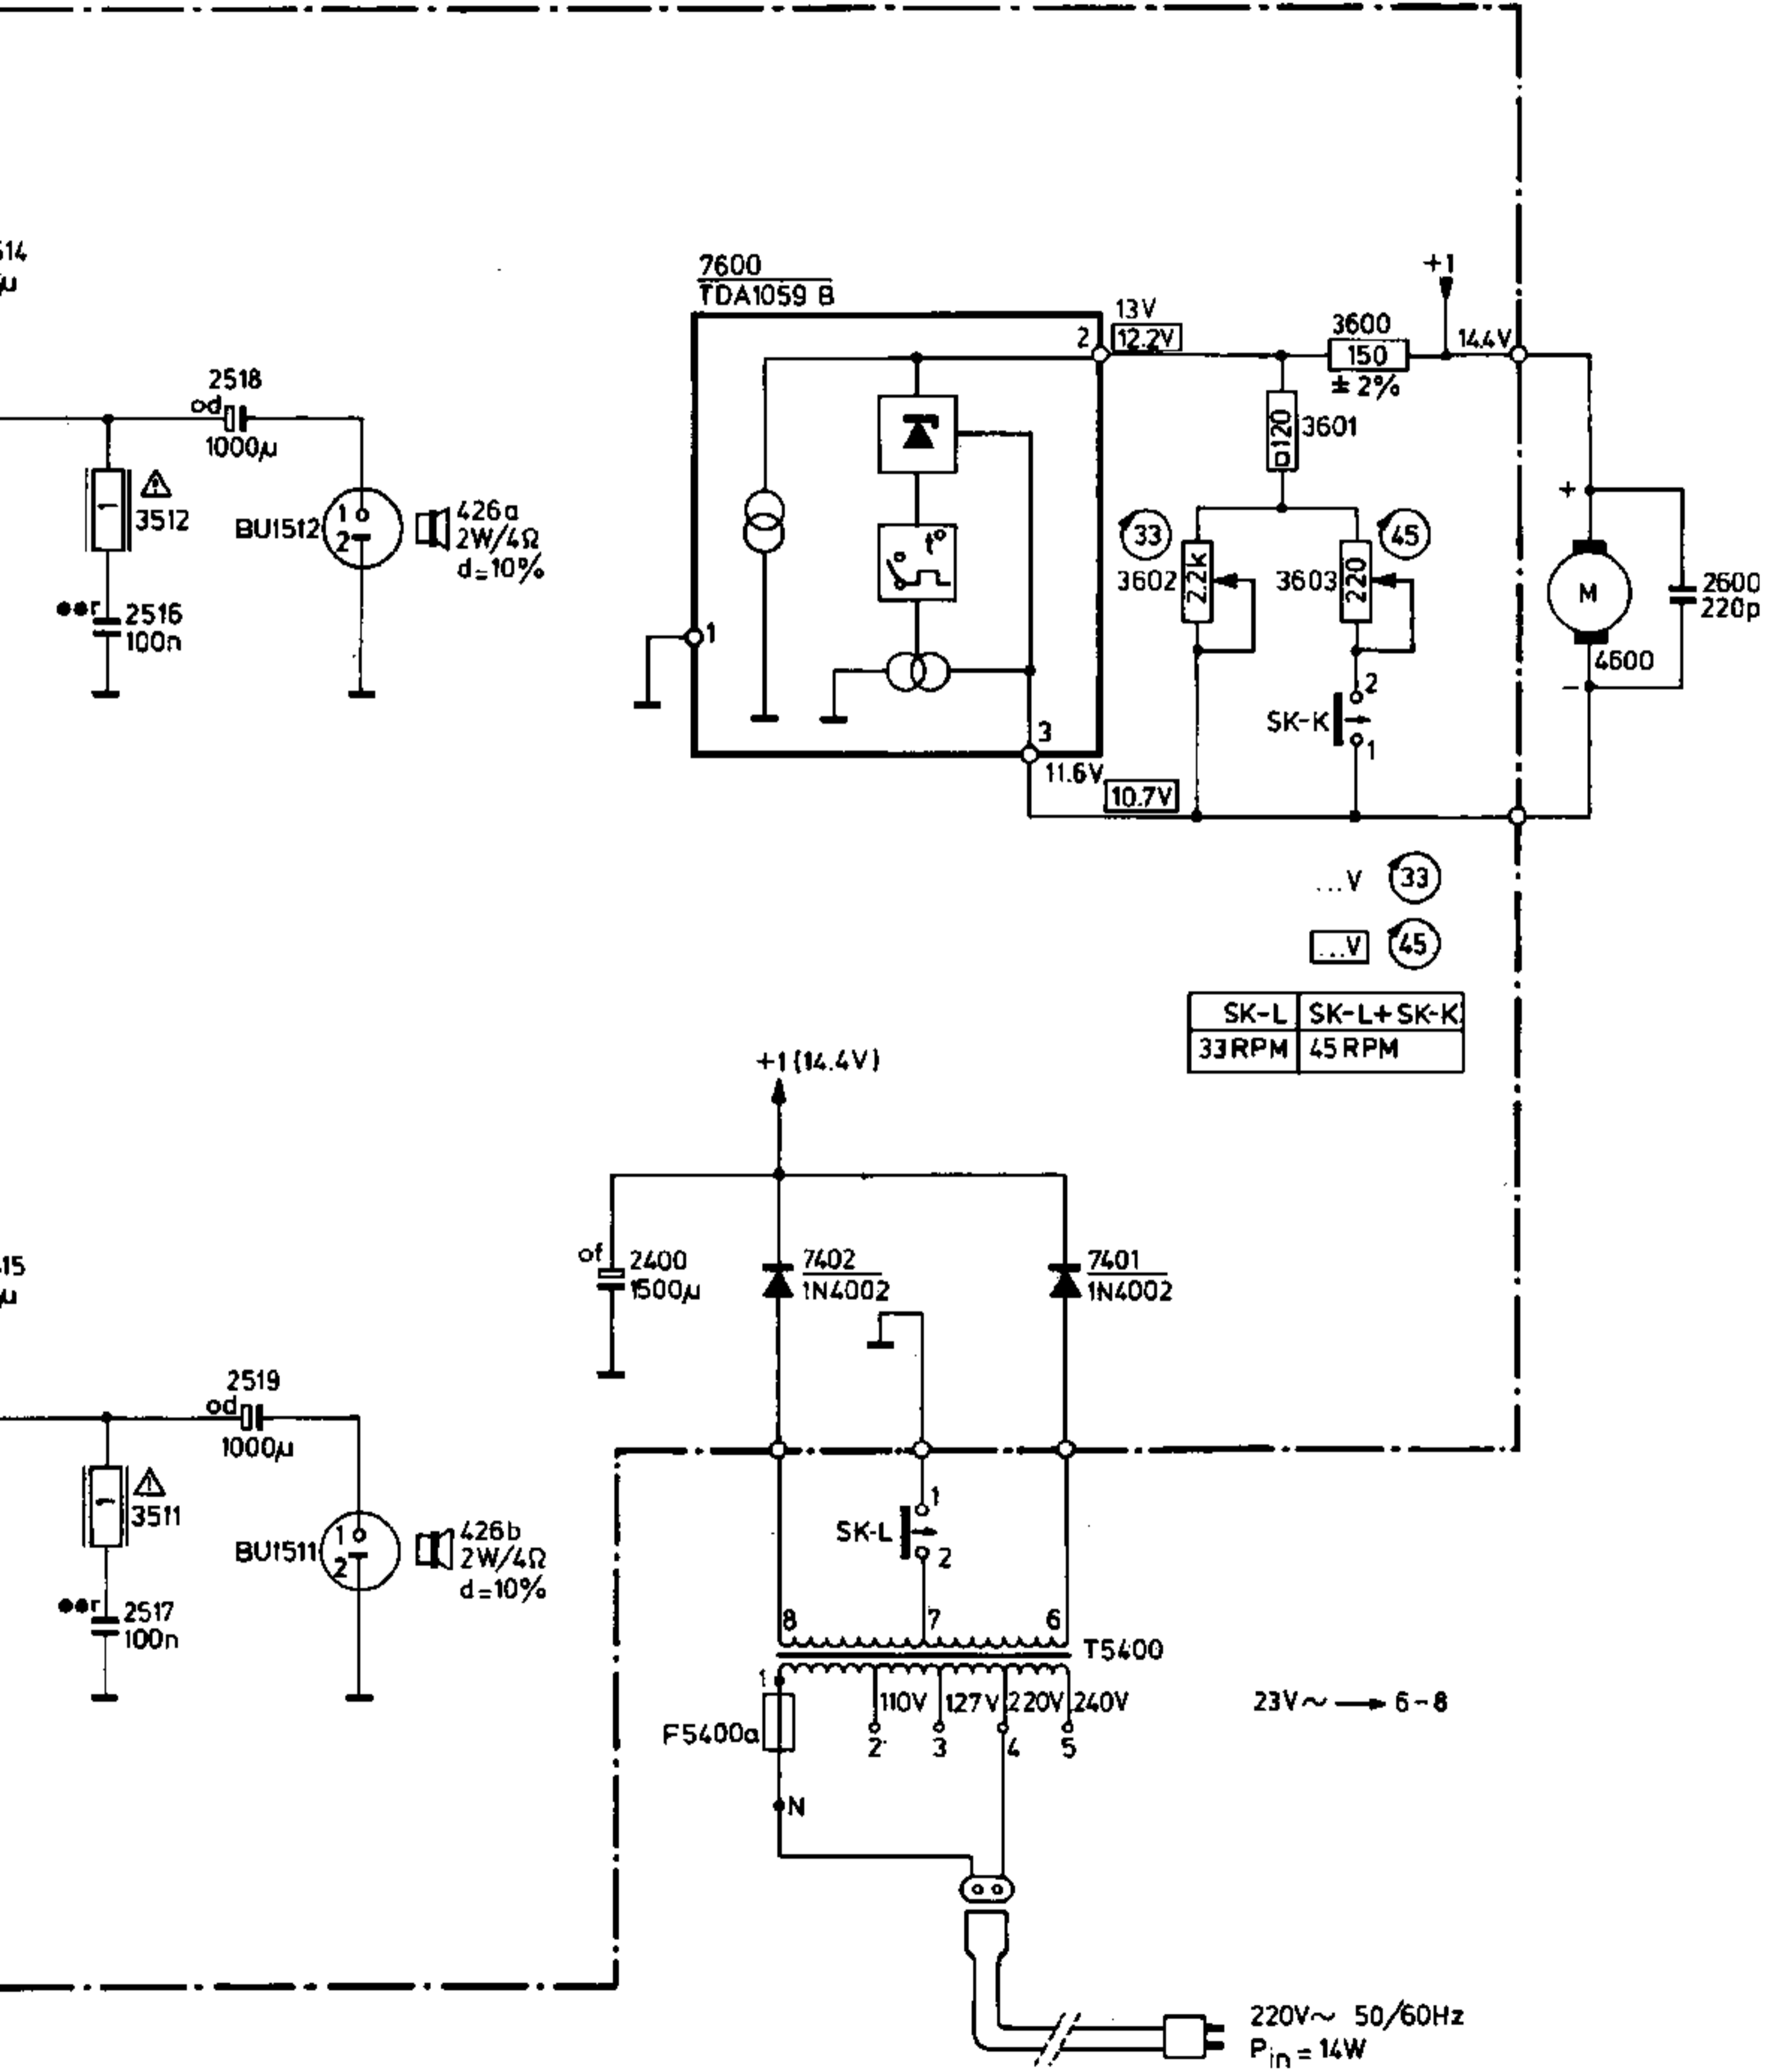 514
µ
2518
od
1000µ
3512
BU1512
1
2
426a
2W/4Ω
d=10%
r
2516
100n
7600
TDA1059 B
2
13V
12.2V
3600
150
± 2%
+1
14.4V
120
3601
t°
33
3602
2.2k
45
3603
220
1
2
SK-K
1
3
11.6V
10.7V
+
M
4600
−
2600
220p
...V 33
...V 45
SK-L SK-L+SK-K
33RPM 45RPM
+1 (14.4V)
of
2400
1500µ
7402
1N4002
7401
1N4002
15
µ
2519
od
1000µ
3511
BU1511
1
2
426b
2W/4Ω
d=10%
r
2517
100n
1
SK-L
2
8 7 6
T5400
1
110V 127V 220V 240V
F5400a
2 3 4 5
23V~ 6-8
N
220V~ 50/60Hz
Pin = 14W